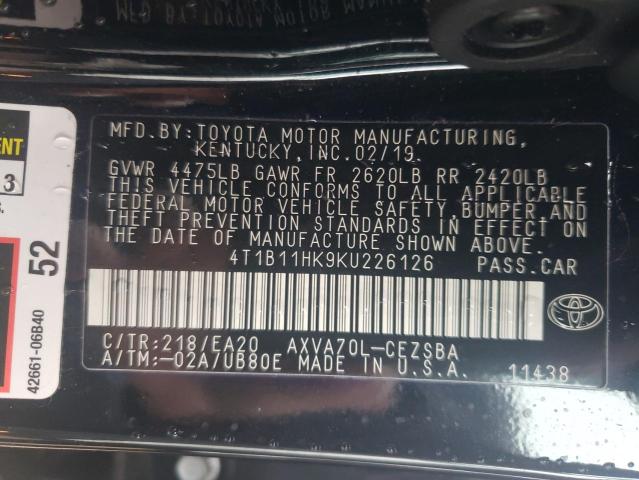 MFD.BY:TOYOTA MOTOR MANUFACTURING,
KENTUCKY,INC.02/19.
GVWR 4475LB GAWR FR 2620LB RR 2420LB
THIS VEHICLE CONFORMS TO ALL APPLICABLE
FEDERAL MOTOR VEHICLE SAFETY,BUMPER,AND
THEFT PREVENTION STANDARDS IN EFFECT ON
THE DATE OF MANUFACTURE SHOWN ABOVE.
4T1B11HK9KU226126 PASS.CAR
C/TR:218/EA20 AXVA70L-CEZSBA
A/TM:-02A/UB80E MADE IN U.S.A. 11438
TOYOTA
3
52
42661-06B40